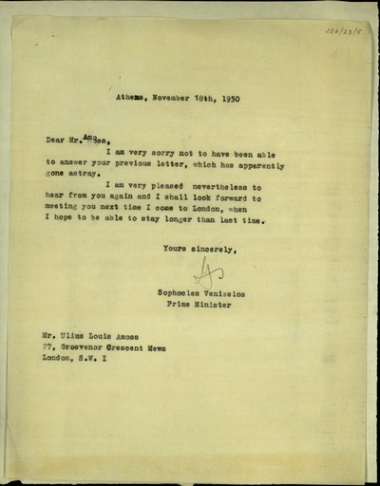 Athens, November 18th, 1950
Dear Mr. Amoss,
I am very sorry not to have been able
to answer your previous letter, which has apparently
gone astray.
I am very pleased nevertheless to
hear from you again and I shall look forward to
meeting you next time I come to London, when
I hope to be able to stay longer than last time.
Yours sincerely,
Sophocles Venizelos
Prime Minister
Mr. Ulius Louis Amoss
27, Grosvenor Crescent Mews
London, S.W. I